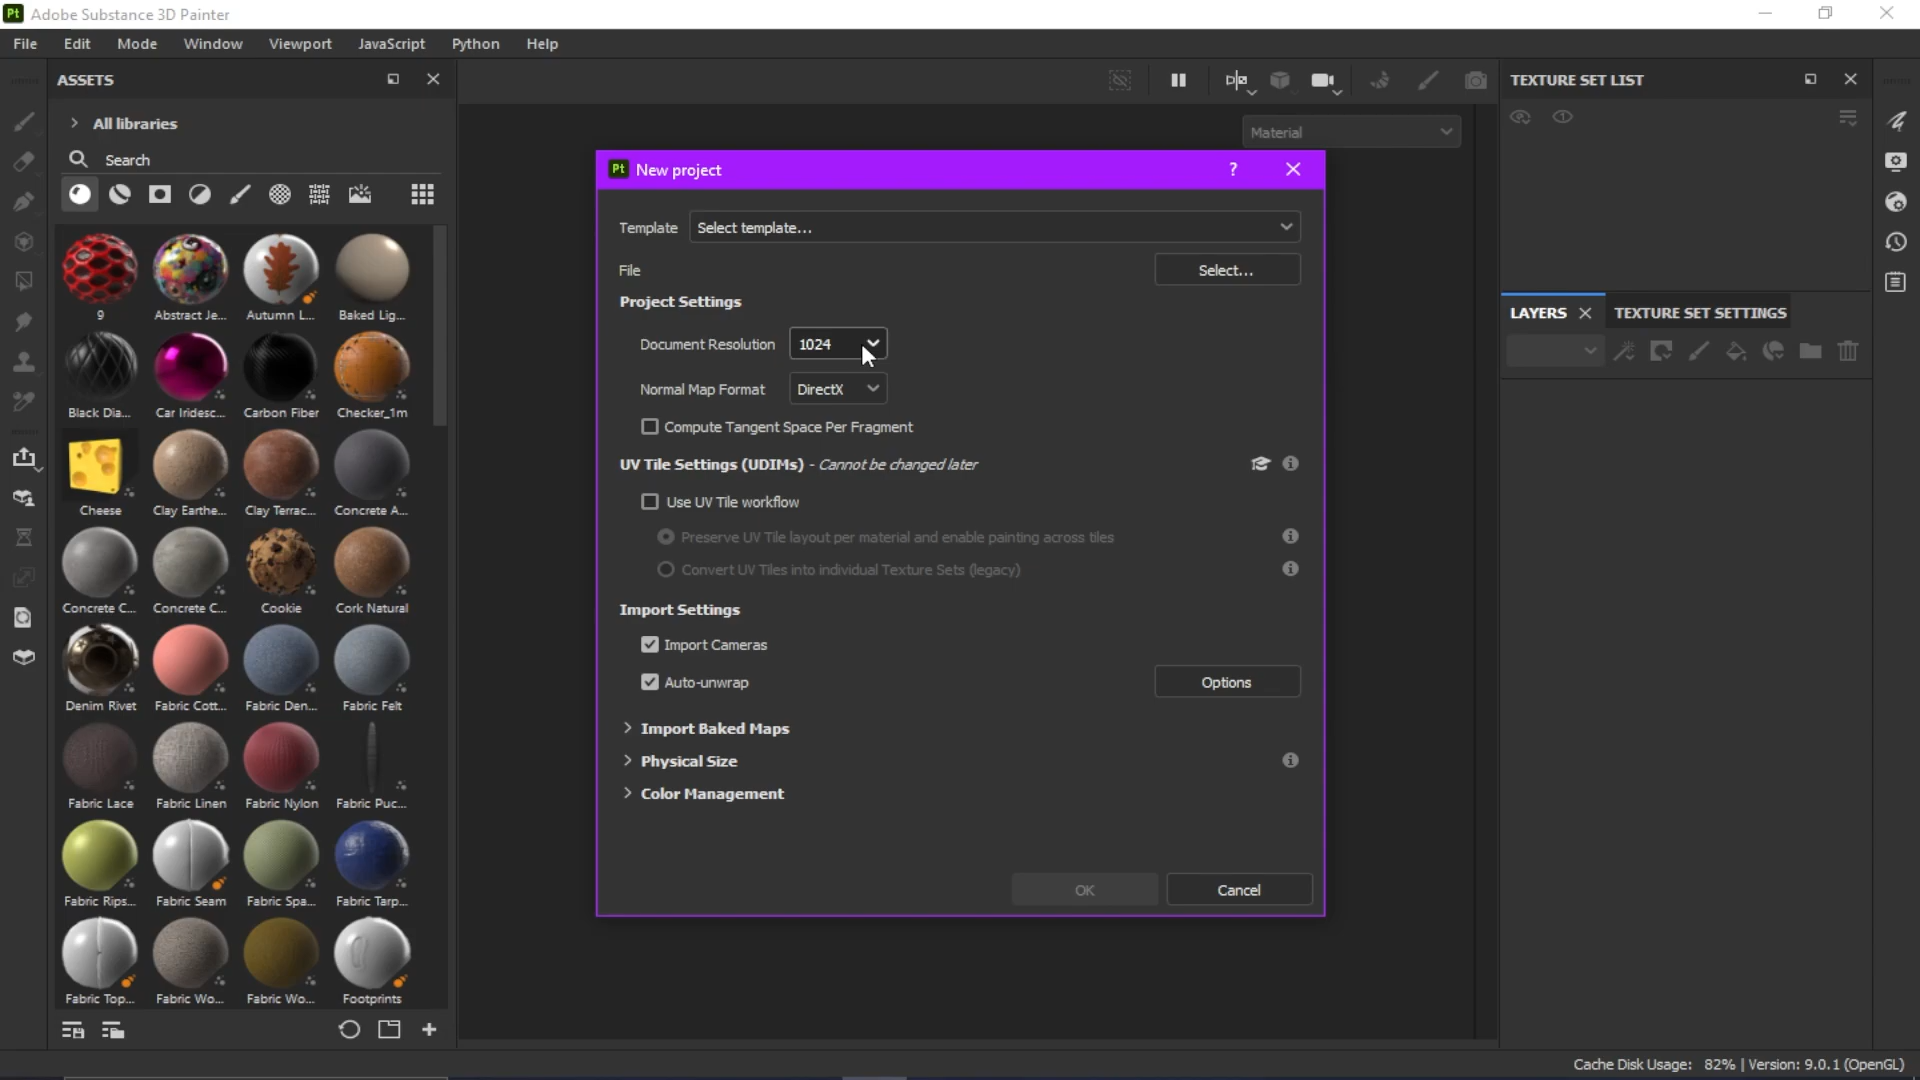 Pt Adobe Substance 3D Painter
File Edit Mode Window Viewport JavaScript Python Help
ASSETS
All libraries
Search
9 Abstract Je... Autumn L... Baked Lig...
Black Dia... Car Iridesc... Carbon Fiber Checker_1m
Cheese Clay Earthe... Clay Terrac... Concrete A...
Concrete C... Concrete C... Cookie Cork Natural
Denim Rivet Fabric Cott... Fabric Den... Fabric Felt
Fabric Lace Fabric Linen Fabric Nylon Fabric Puc...
Fabric Rips... Fabric Seam Fabric Spa... Fabric Tarp...
Fabric Top... Fabric Wo... Fabric Wo... Footprints
Material
Pt New project ?
Template Select template...
File Select...
Project Settings
Document Resolution 1024
Normal Map Format DirectX
Compute Tangent Space Per Fragment
UV Tile Settings (UDIMs) - Cannot be changed later
Use UV Tile workflow
Preserve UV Tile layout per material and enable painting across tiles
Convert UV Tiles into individual Texture Sets (legacy)
Import Settings
Import Cameras
Auto-unwrap Options
Import Baked Maps
Physical Size
Color Management
OK Cancel
TEXTURE SET LIST
LAYERS TEXTURE SET SETTINGS
Cache Disk Usage: 82% | Version: 9.0.1 (OpenGL)